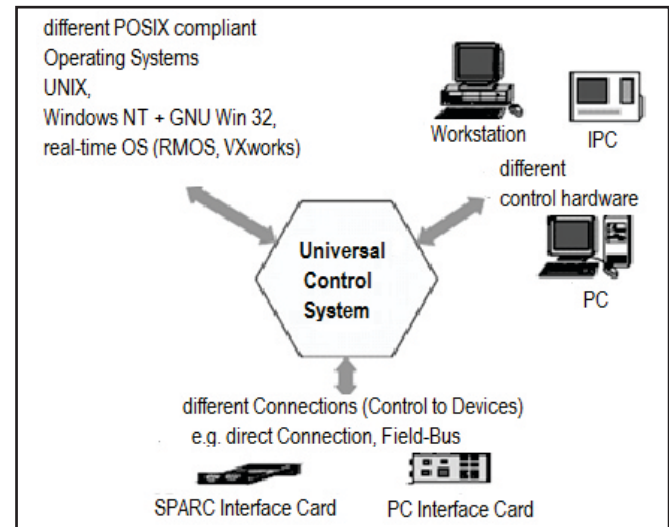 different POSIX compliant
Operating Systems
UNIX,
Windows NT + GNU Win 32,
real-time OS (RMOS, VXworks)
Workstation
IPC
different
control hardware
PC
Universal
Control
System
different Connections (Control to Devices)
e.g. direct Connection, Field-Bus
SPARC Interface Card
PC Interface Card